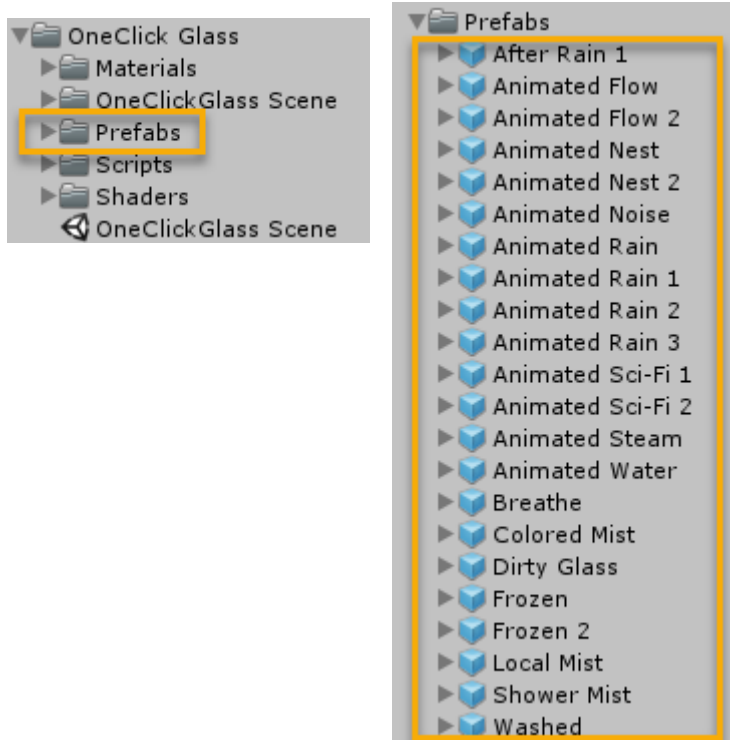 OneClick Glass
Materials
OneClickGlass Scene
Prefabs
Scripts
Shaders
OneClickGlass Scene
Prefabs
After Rain 1
Animated Flow
Animated Flow 2
Animated Nest
Animated Nest 2
Animated Noise
Animated Rain
Animated Rain 1
Animated Rain 2
Animated Rain 3
Animated Sci-Fi 1
Animated Sci-Fi 2
Animated Steam
Animated Water
Breathe
Colored Mist
Dirty Glass
Frozen
Frozen 2
Local Mist
Shower Mist
Washed